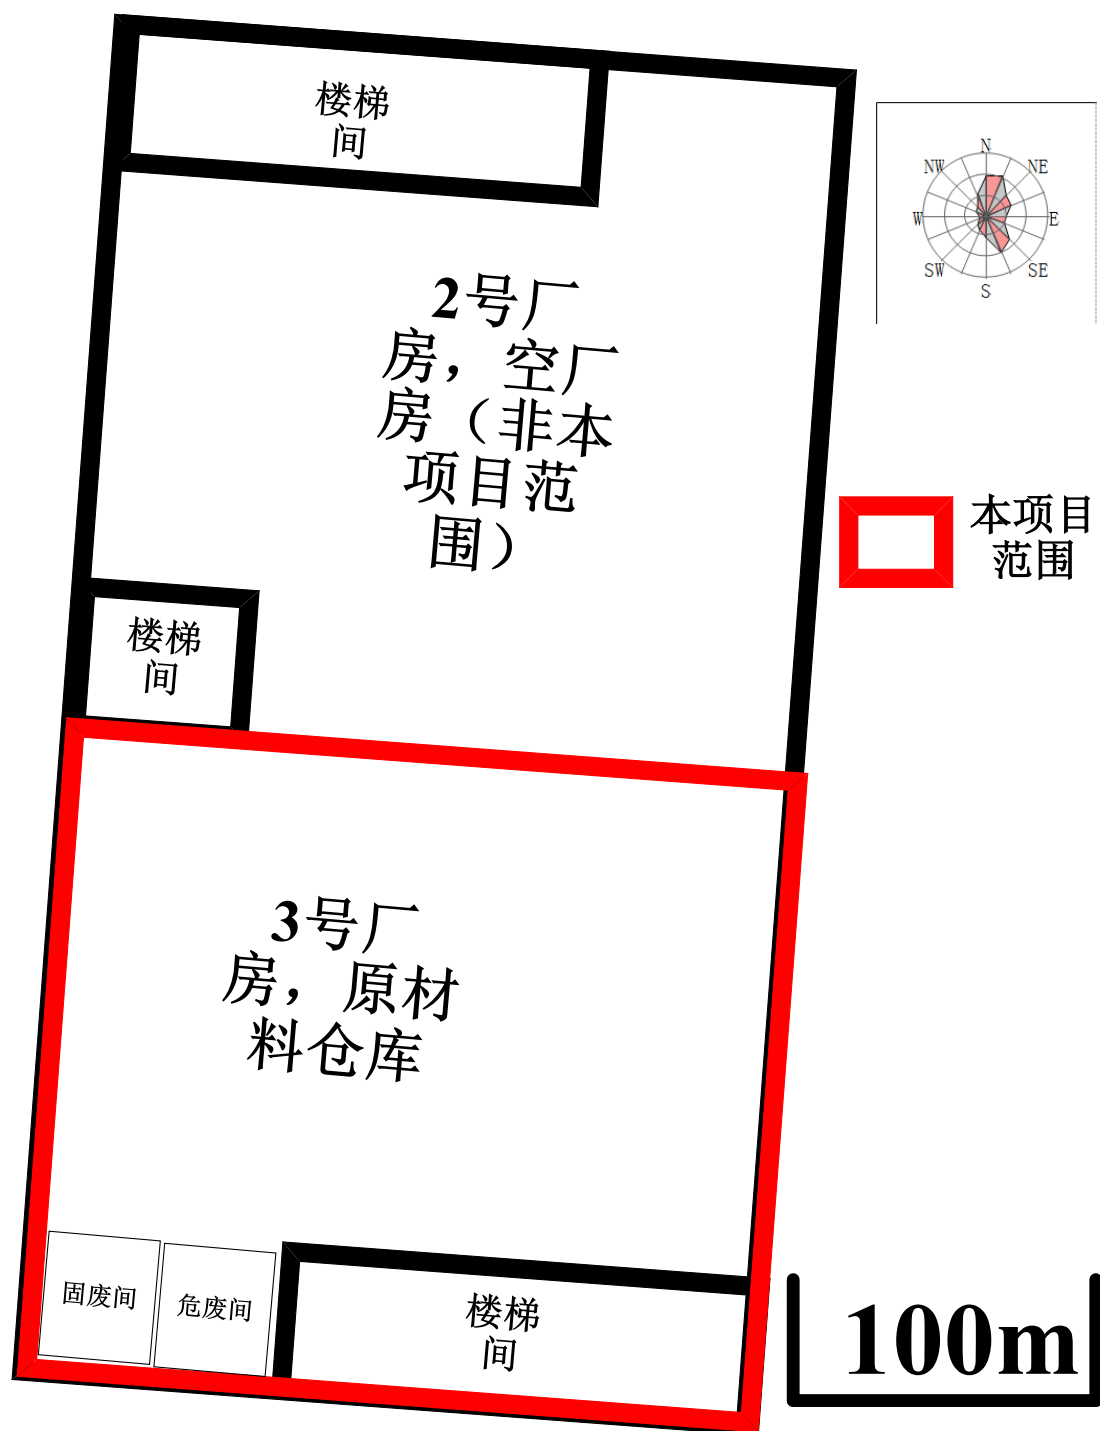 楼梯
间
N
NW
NE
W
E
SW
SE
S
2号厂
房，空厂
房（非本
项目范
围）
本项目
范围
楼梯
间
3号厂
房，原材
料仓库
固废间
危废间
楼梯
间
100m